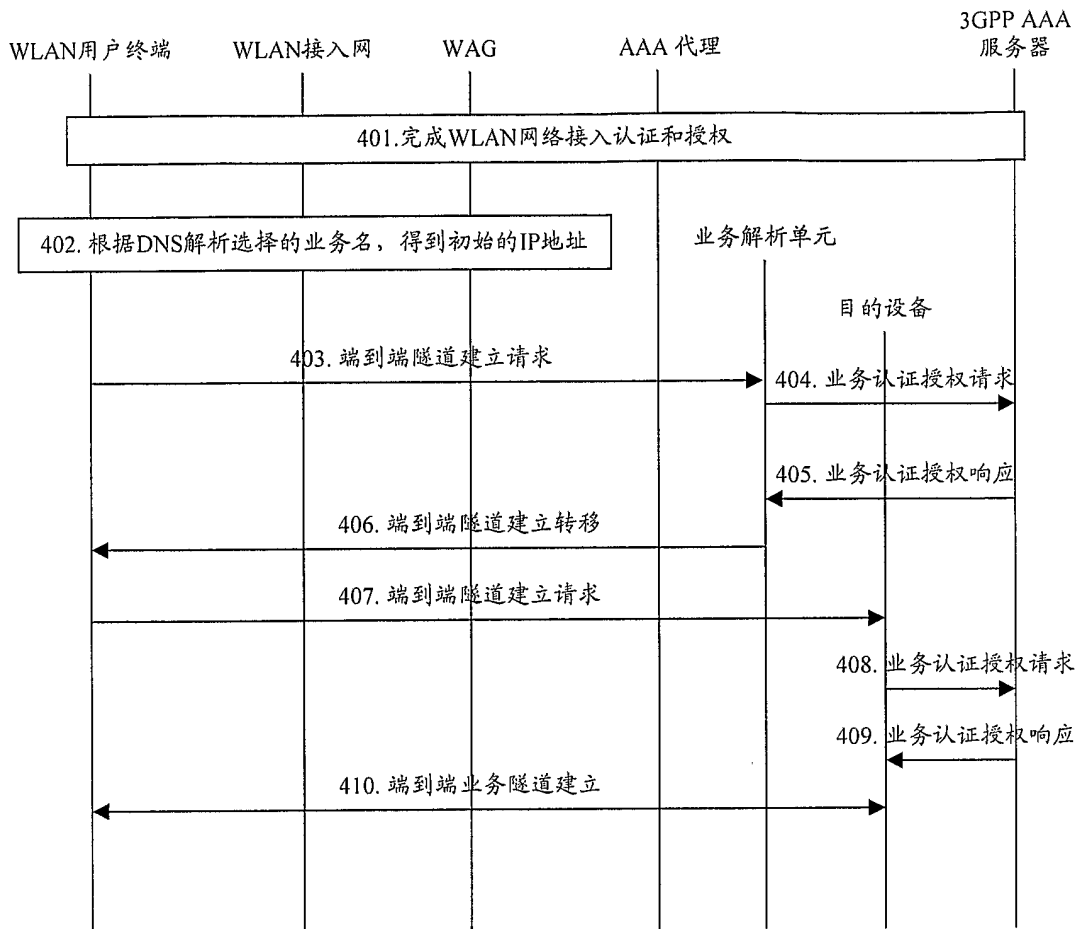 WLAN用户终端
WLAN接入网
WAG
AAA 代理
3GPP AAA
服务器
401.完成WLAN网络接入认证和授权
402. 根据DNS解析选择的业务名，得到初始的IP地址
业务解析单元
目的设备
403. 端到端隧道建立请求
404. 业务认证授权请求
405. 业务认证授权响应
406. 端到端隧道建立转移
407. 端到端隧道建立请求
408. 业务认证授权请求
409. 业务认证授权响应
410. 端到端业务隧道建立